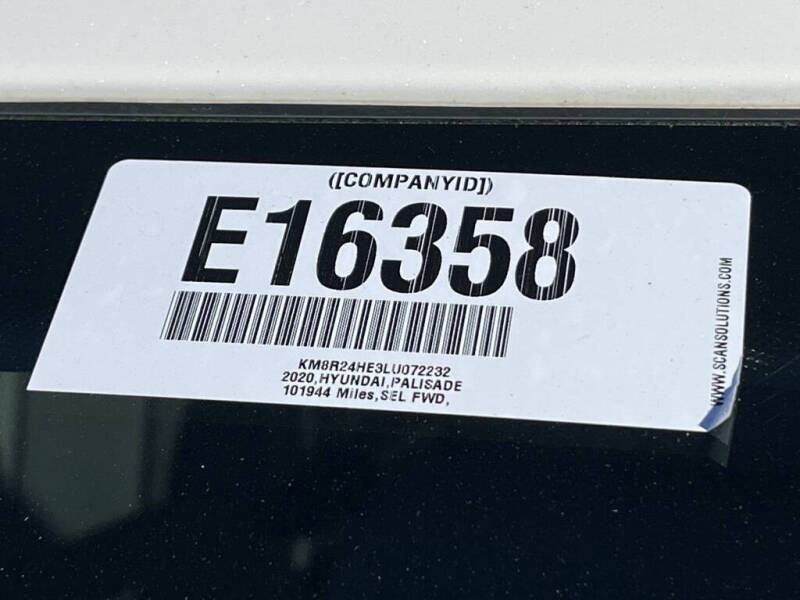 ([COMPANYID])
E16358
KM8R24HE3LU072232
2020,HYUNDAI,PALISADE
101944 Miles,SEL FWD,
WWW.SCANSOLUTIONS.COM